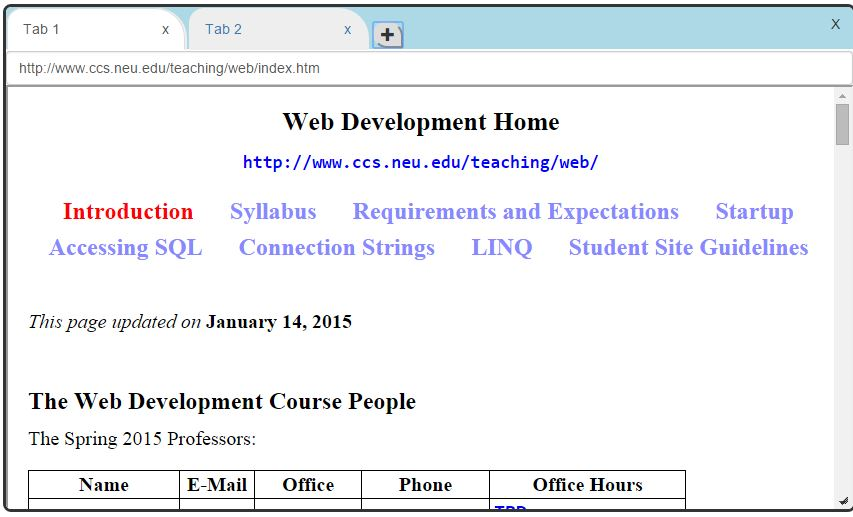 Tab 1 x Tab 2 x + X
http://www.ccs.neu.edu/teaching/web/index.htm
Web Development Home
http://www.ccs.neu.edu/teaching/web/
Introduction Syllabus Requirements and Expectations Startup
Accessing SQL Connection Strings LINQ Student Site Guidelines
This page updated on January 14, 2015
The Web Development Course People
The Spring 2015 Professors:
Name E-Mail Office Phone Office Hours